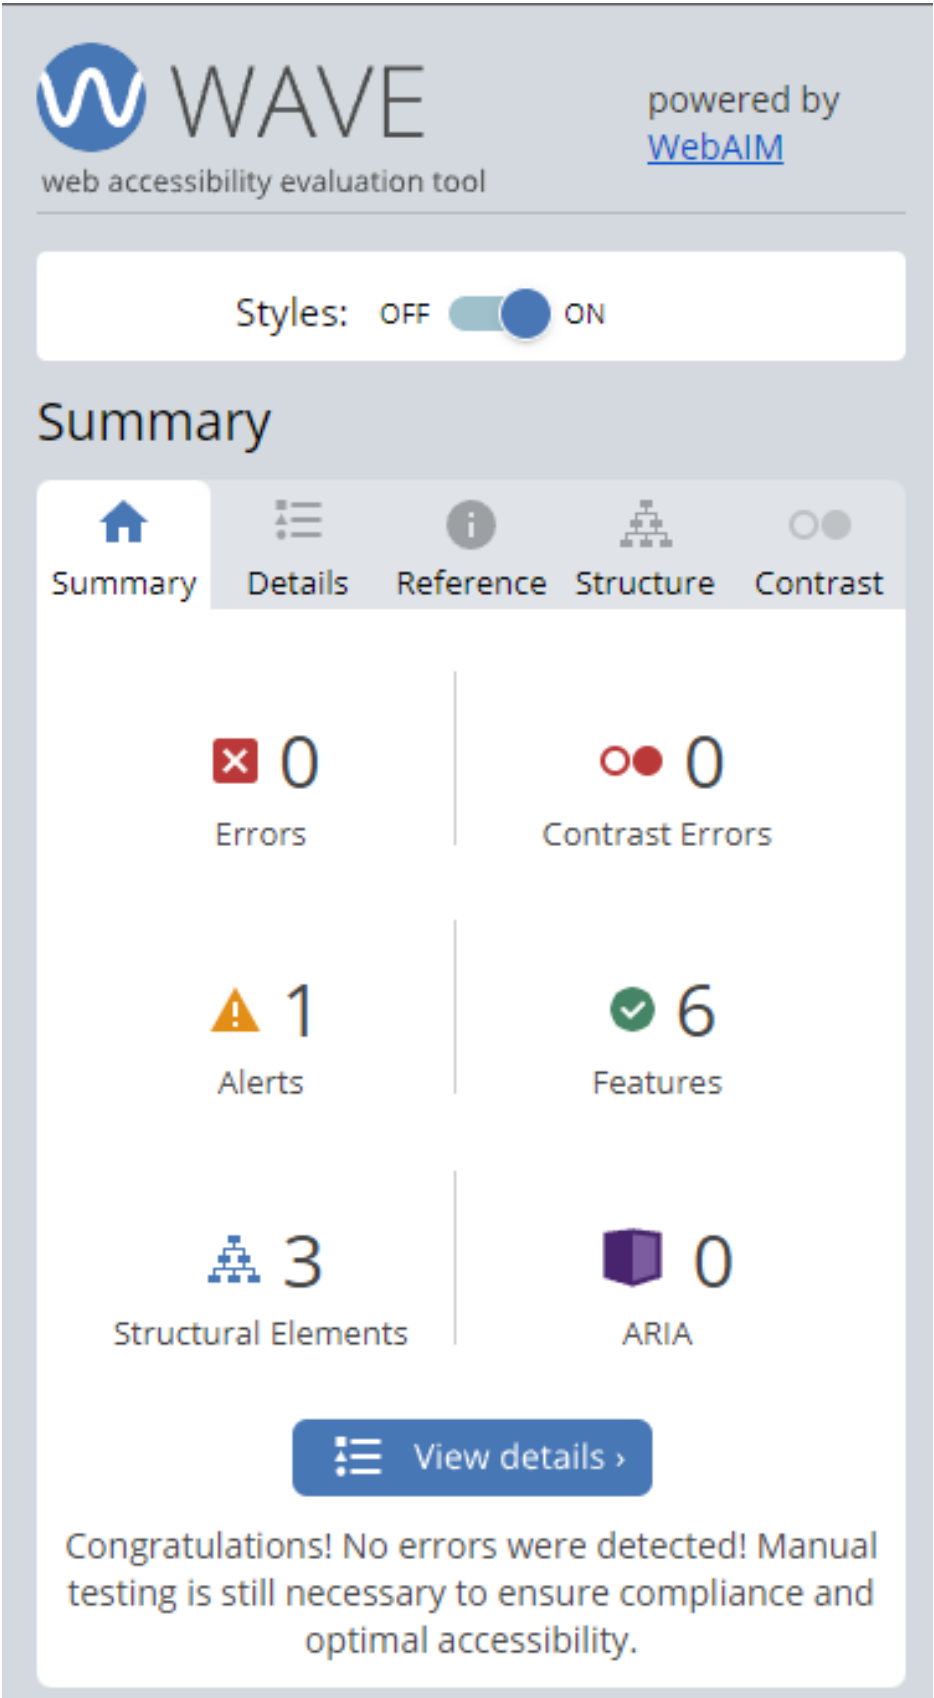 WAVE
web accessibility evaluation tool
powered by
WebAIM
Styles: OFF ON
Summary
Summary Details Reference Structure Contrast
0 0
Errors Contrast Errors
1 6
Alerts Features
3 0
Structural Elements ARIA
View details ›
Congratulations! No errors were detected! Manual
testing is still necessary to ensure compliance and
optimal accessibility.